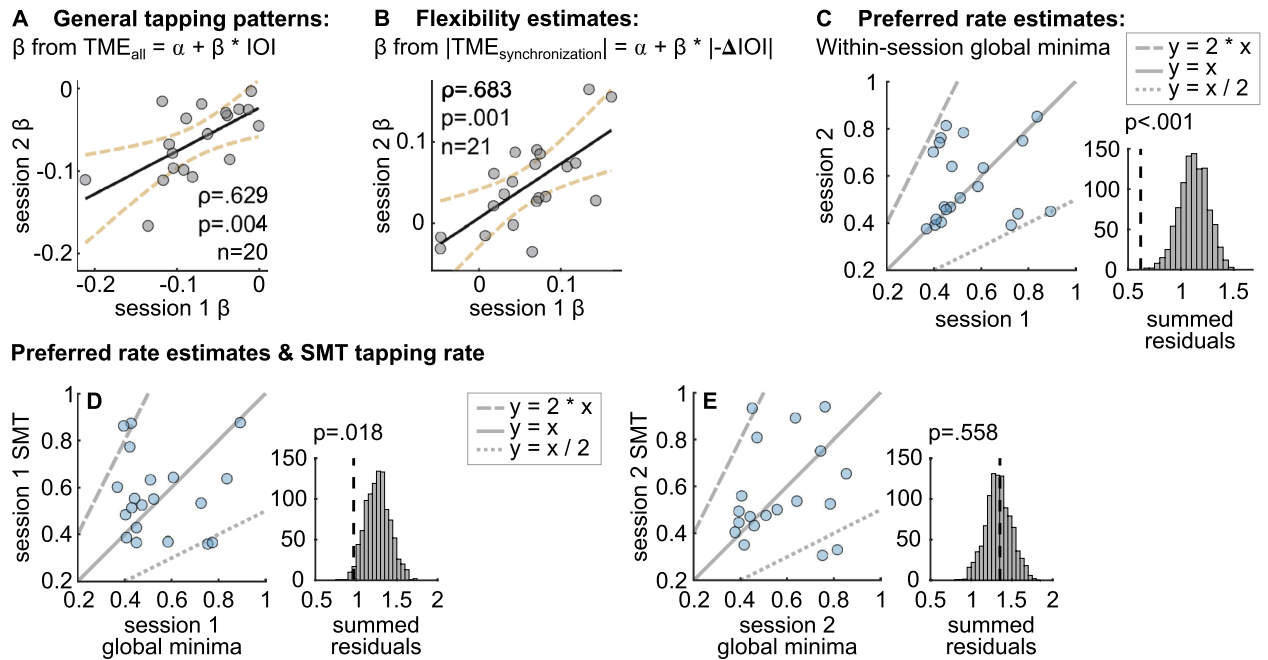 A General tapping patterns:
β from TMEall = α + β * IOI
0
-0.1
-0.2
session 2 β
ρ=.629
p=.004
n=20
-0.2 -0.1 0
session 1 β
B Flexibility estimates:
β from |TMEsynchronization| = α + β * |-ΔIOI|
ρ=.683
p=.001
n=21
0.1
0
session 2 β
0 0.1
session 1 β
C Preferred rate estimates:
Within-session global minima
y = 2 * x
y = x
y = x / 2
1
0.8
0.6
0.4
0.2
session 2
0.2 0.4 0.6 0.8 1
session 1
p<.001
150
100
50
0
0.5 1 1.5
summed
residuals
Preferred rate estimates & SMT tapping rate
D
1
0.8
0.6
0.4
0.2
session 1 SMT
0.2 0.4 0.6 0.8 1
session 1
global minima
y = 2 * x
y = x
y = x / 2
p=.018
150
100
50
0
0.5 1 1.5 2
summed
residuals
E
1
0.8
0.6
0.4
0.2
session 2 SMT
0.2 0.4 0.6 0.8 1
session 2
global minima
p=.558
150
100
50
0
0.5 1 1.5 2
summed
residuals